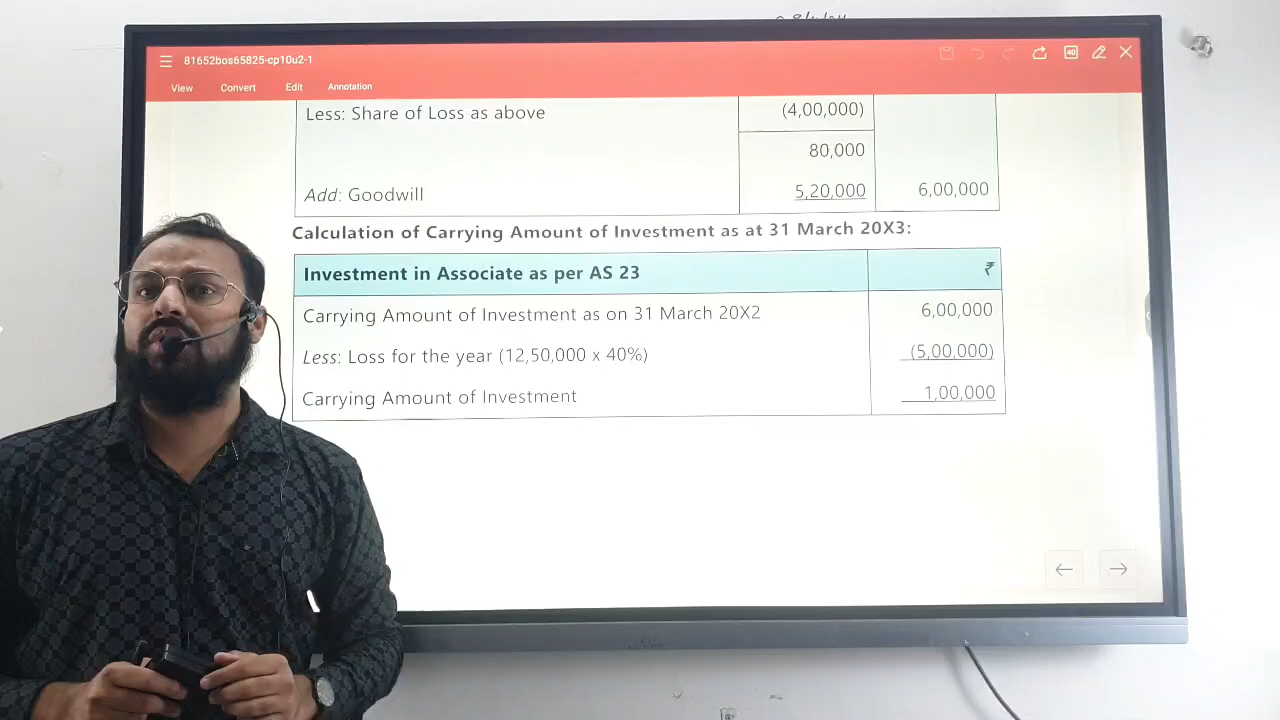 81652bos65825-cp10u2-1
View Convert Edit Annotation
Less: Share of Loss as above (4,00,000)
80,000
Add: Goodwill 5,20,000 6,00,000
Calculation of Carrying Amount of Investment as at 31 March 20X3:
Investment in Associate as per AS 23 ₹
Carrying Amount of Investment as on 31 March 20X2 6,00,000
Less: Loss for the year (12,50,000 x 40%) (5,00,000)
Carrying Amount of Investment 1,00,000